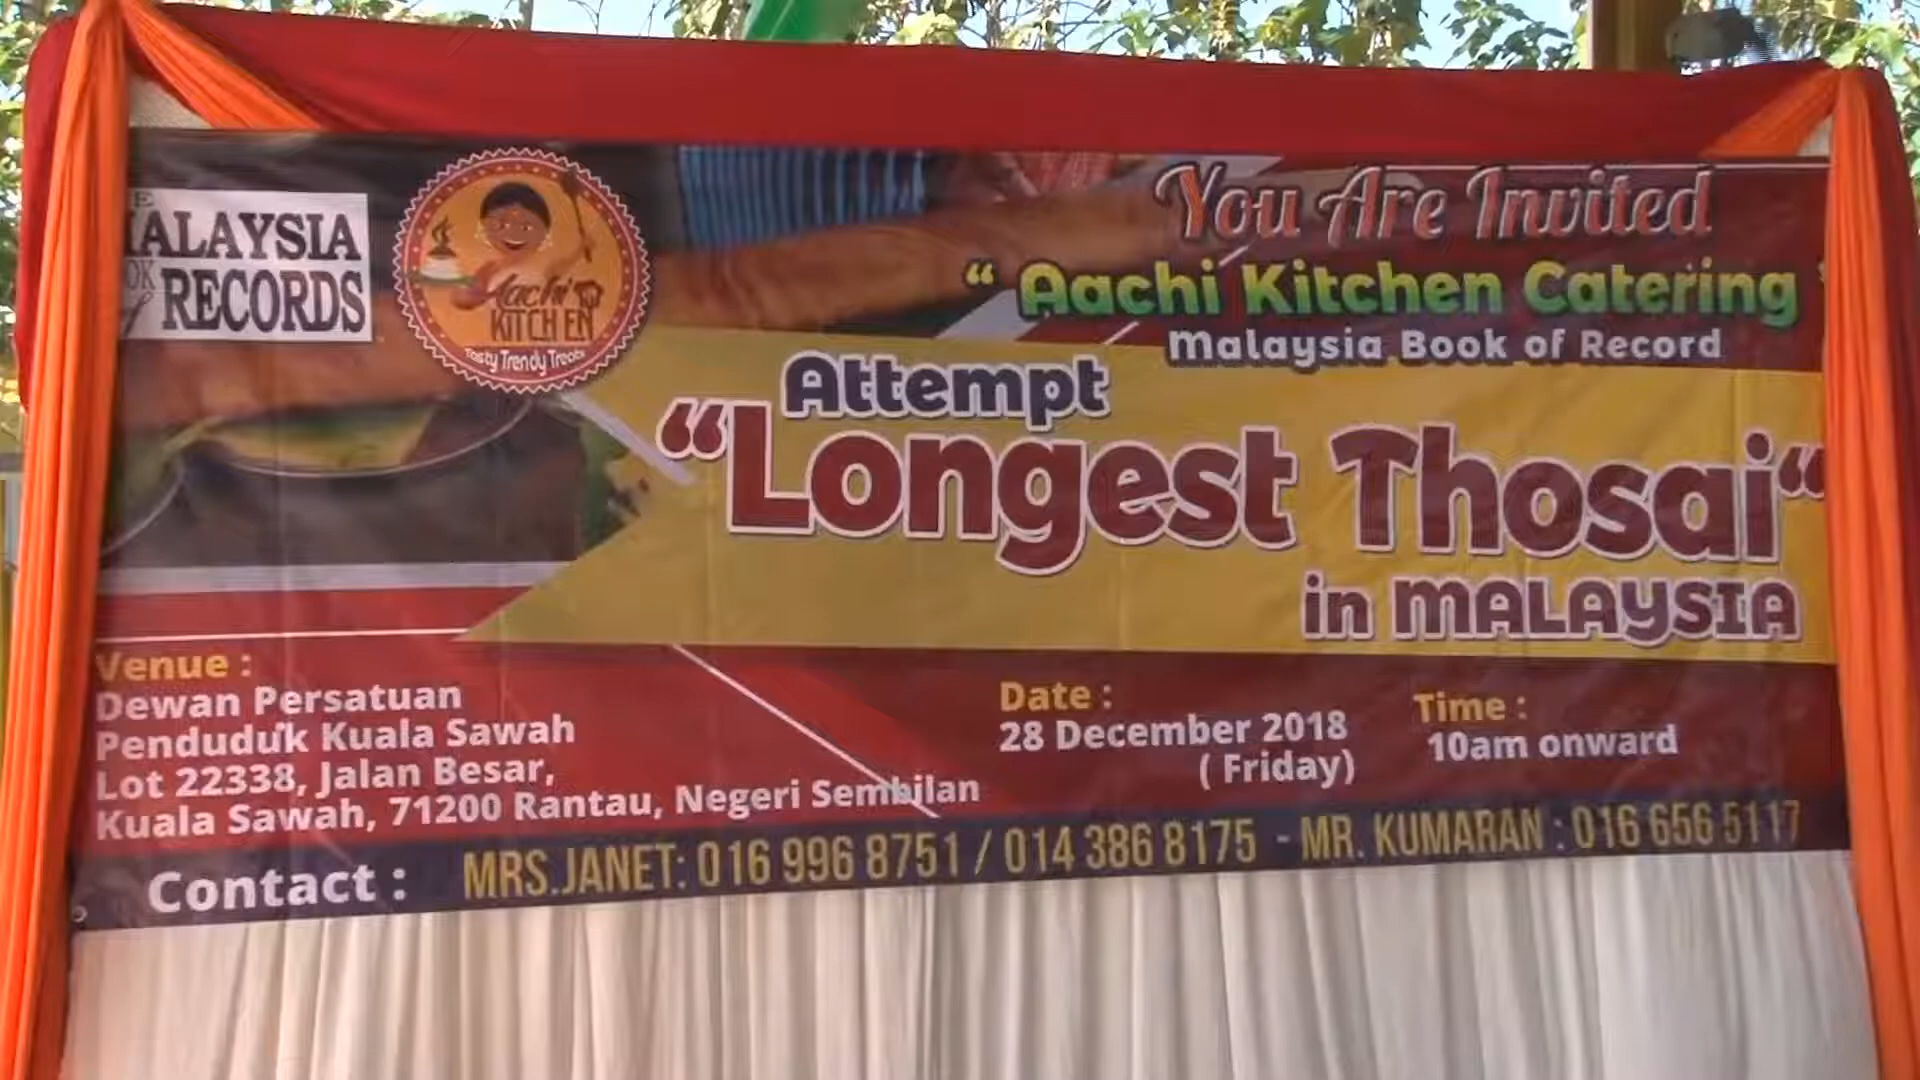 MALAYSIA
RECORDS
Aachi's
KITCHEN
Tasty Trendy Treats
You Are Invited
“ Aachi Kitchen Catering
Malaysia Book of Record
Attempt
“Longest Thosai“
in MALAYSIA
Venue :
Dewan Persatuan
Penduduk Kuala Sawah
Lot 22338, Jalan Besar,
Kuala Sawah, 71200 Rantau, Negeri Sembilan
Date :
28 December 2018
( Friday)
Time :
10am onward
Contact : MRS.JANET: 016 996 8751 / 014 386 8175 - MR. KUMARAN : 016 656 5117